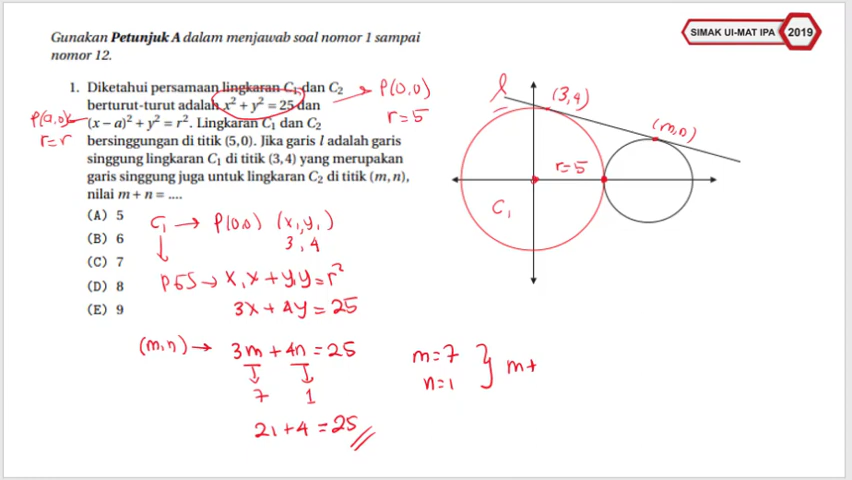 Gunakan Petunjuk A dalam menjawab soal nomor 1 sampai
nomor 12.
SIMAK UI-MAT IPA 2019
1. Diketahui persamaan lingkaran C₁ dan C₂
berturut-turut adalah x² + y² = 25 dan
(x – a)² + y² = r². Lingkaran C₁ dan C₂
bersinggungan di titik (5,0). Jika garis l adalah garis
singgung lingkaran C₁ di titik (3,4) yang merupakan
garis singgung juga untuk lingkaran C₂ di titik (m,n),
nilai m + n = ....
(A) 5
(B) 6
(C) 7
(D) 8
(E) 9
→ P(0,0)
r=5
P(a,0)
r=r
C₁ → P(0,0) (x₁,y₁)
3,4
PGS → x₁x + y₁y = r²
3x + 4y = 25
(m,n) → 3m + 4n = 25
7 1
21 + 4 = 25
m=7
n=1
m+
l
(3,4)
(m,n)
r=5
C₁